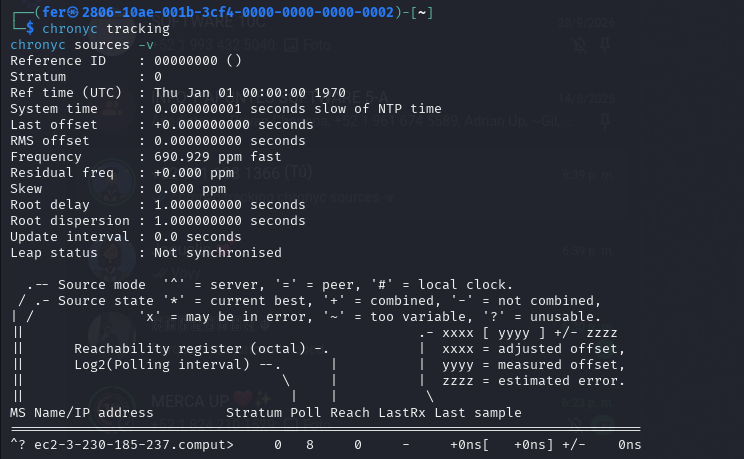 ┌──(fer㉿2806-10ae-001b-3cf4-0000-0000-0000-0002)-[~]
└─$ chronyc tracking
chronyc sources -v
Reference ID    : 00000000 ()
Stratum         : 0
Ref time (UTC)  : Thu Jan 01 00:00:00 1970
System time     : 0.000000001 seconds slow of NTP time
Last offset     : +0.000000000 seconds
RMS offset      : 0.000000000 seconds
Frequency       : 690.929 ppm fast
Residual freq   : +0.000 ppm
Skew            : 0.000 ppm
Root delay      : 1.000000000 seconds
Root dispersion : 1.000000000 seconds
Update interval : 0.0 seconds
Leap status     : Not synchronised

  .-- Source mode  '^' = server, '=' = peer, '#' = local clock.
 / .- Source state '*' = current best, '+' = combined, '-' = not combined,
| /             'x' = may be in error, '~' = too variable, '?' = unusable.
||                                                 .- xxxx [ yyyy ] +/- zzzz
||      Reachability register (octal) -.           |  xxxx = adjusted offset,
||      Log2(Polling interval) --.      |          |  yyyy = measured offset,
||                                \     |          |  zzzz = estimated error.
||                                 |    |           \
MS Name/IP address         Stratum Poll Reach LastRx Last sample
===============================================================================
^? ec2-3-230-185-237.comput>     0   8     0     -     +0ns[   +0ns] +/-    0ns
MERCA UP